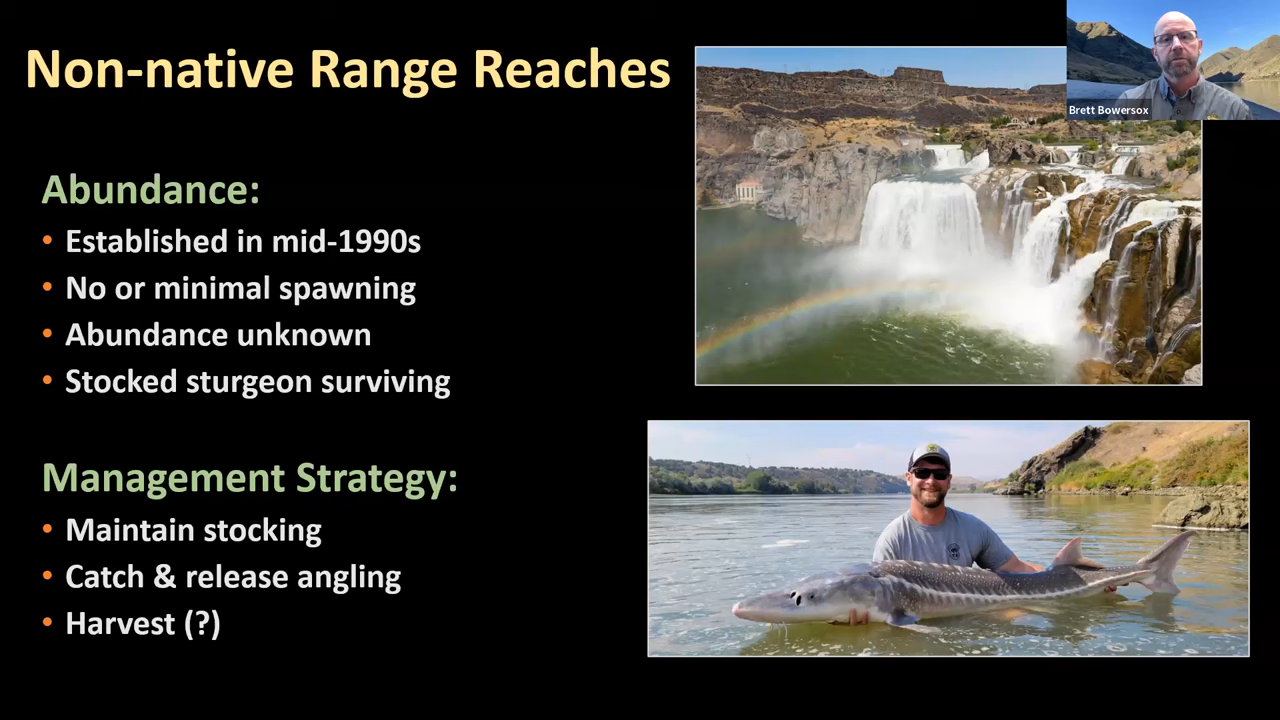 Non-native Range Reaches
Brett Bowersox
Abundance:
• Established in mid-1990s
• No or minimal spawning
• Abundance unknown
• Stocked sturgeon surviving
Management Strategy:
• Maintain stocking
• Catch & release angling
• Harvest (?)